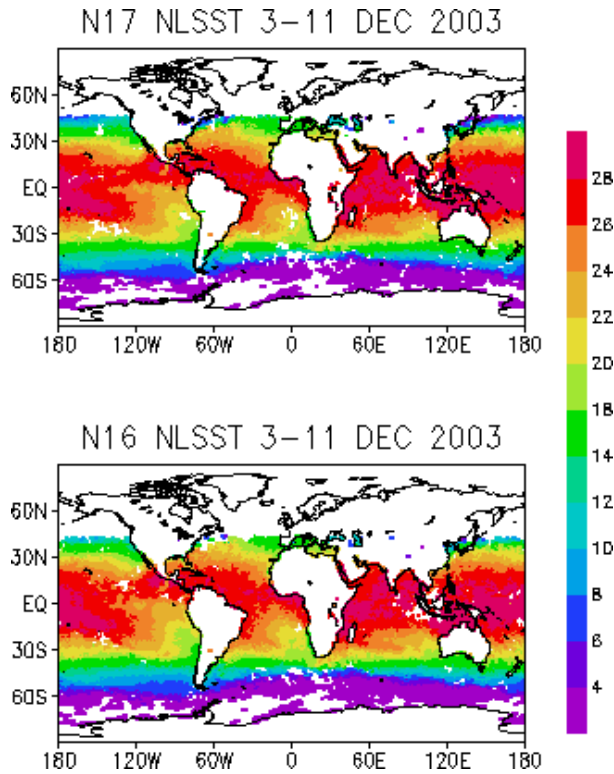 N17 NLSST 3-11 DEC 2003
60N
30N
EQ
30S
60S
180 120W 60W 0 60E 120E 180
N16 NLSST 3-11 DEC 2003
60N
30N
EQ
30S
60S
180 120W 60W 0 60E 120E 180
28
26
24
22
20
18
14
12
10
8
6
4